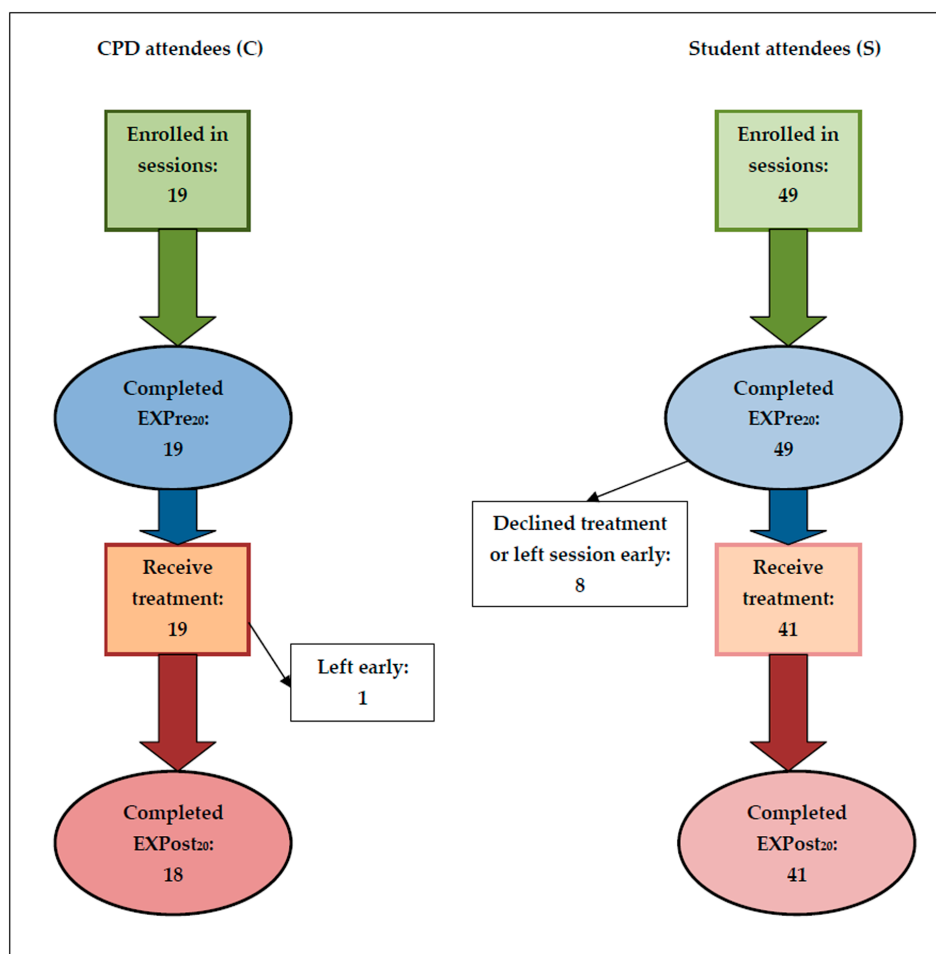 CPD attendees (C)
Student attendees (S)
Enrolled in
sessions:
19
Enrolled in
sessions:
49
Completed
EXPre20:
19
Completed
EXPre20:
49
Declined treatment
or left session early:
8
Receive
treatment:
19
Receive
treatment:
41
Left early:
1
Completed
EXPost20:
18
Completed
EXPost20:
41